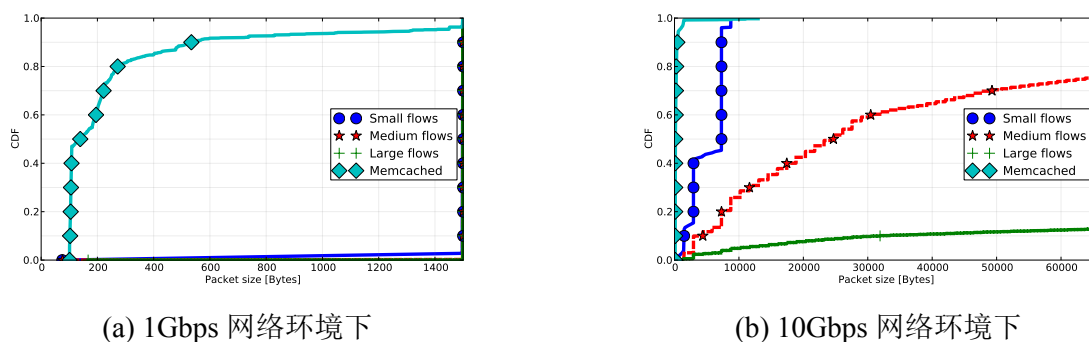 1.0
0.8
0.6
0.4
0.2
0.0
CDF
0 200 400 600 800 1000 1200 1400
Packet size [Bytes]
Small flows
Medium flows
Large flows
Memcached
(a) 1Gbps 网络环境下
1.0
0.8
0.6
0.4
0.2
0.0
CDF
0 10000 20000 30000 40000 50000 60000
Packet size [Bytes]
Small flows
Medium flows
Large flows
Memcached
(b) 10Gbps 网络环境下